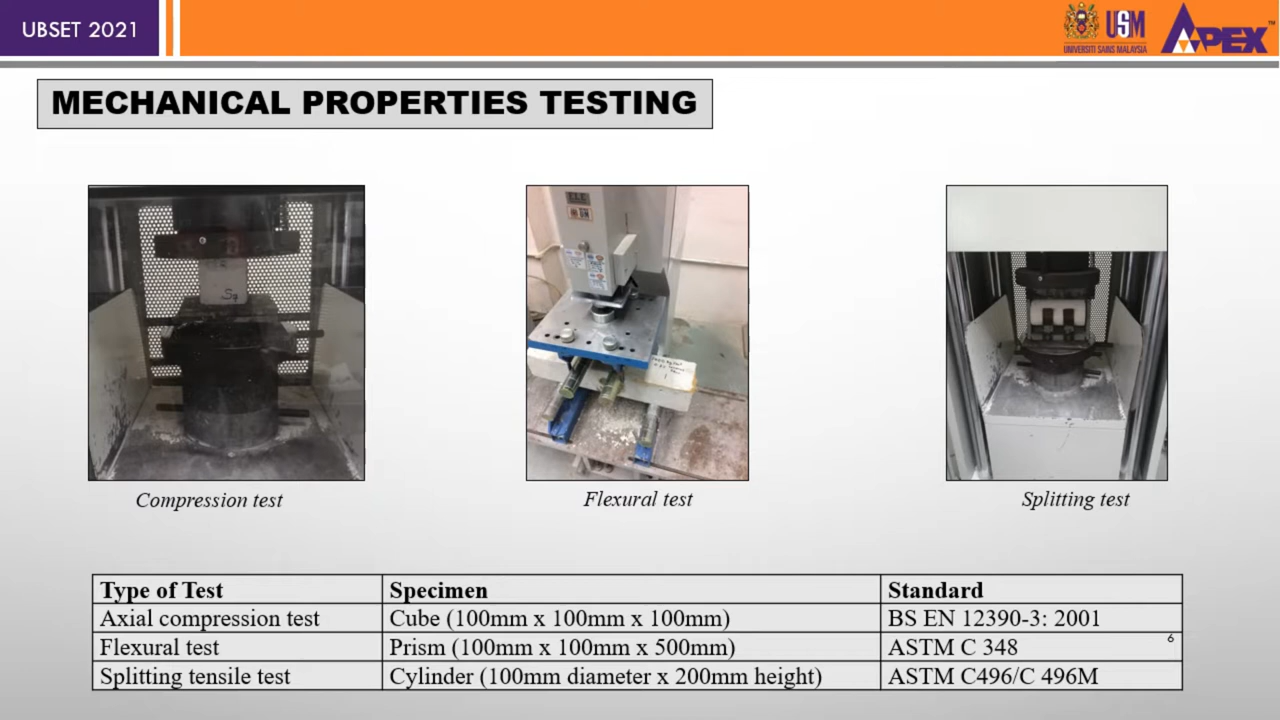 UBSET 2021
USM
UNIVERSITI SAINS MALAYSIA
APEX™
MECHANICAL PROPERTIES TESTING
ELE
Compression test
Flexural test
Splitting test
Type of Test Specimen Standard
Axial compression test Cube (100mm x 100mm x 100mm) BS EN 12390-3: 2001
Flexural test Prism (100mm x 100mm x 500mm) ASTM C 348
6
Splitting tensile test Cylinder (100mm diameter x 200mm height) ASTM C496/C 496M